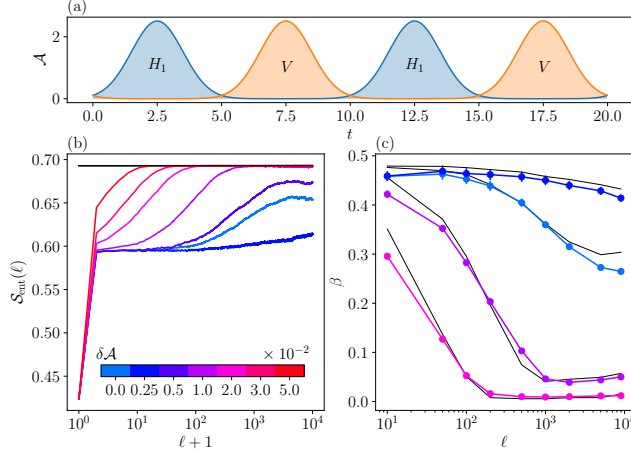 (a)
𝒜
2
0
H₁
V
H₁
V
0.0 2.5 5.0 7.5 10.0 12.5 15.0 17.5 20.0
t
(b)
𝒮ent(ℓ)
0.70
0.65
0.60
0.55
0.50
0.45
δ𝒜 × 10⁻²
0.0 0.25 0.5 1.0 2.0 3.0 5.0
10⁰ 10¹ 10² 10³ 10⁴
ℓ + 1
(c)
β
0.5
0.4
0.3
0.2
0.1
0.0
10¹ 10² 10³ 10⁴
ℓ